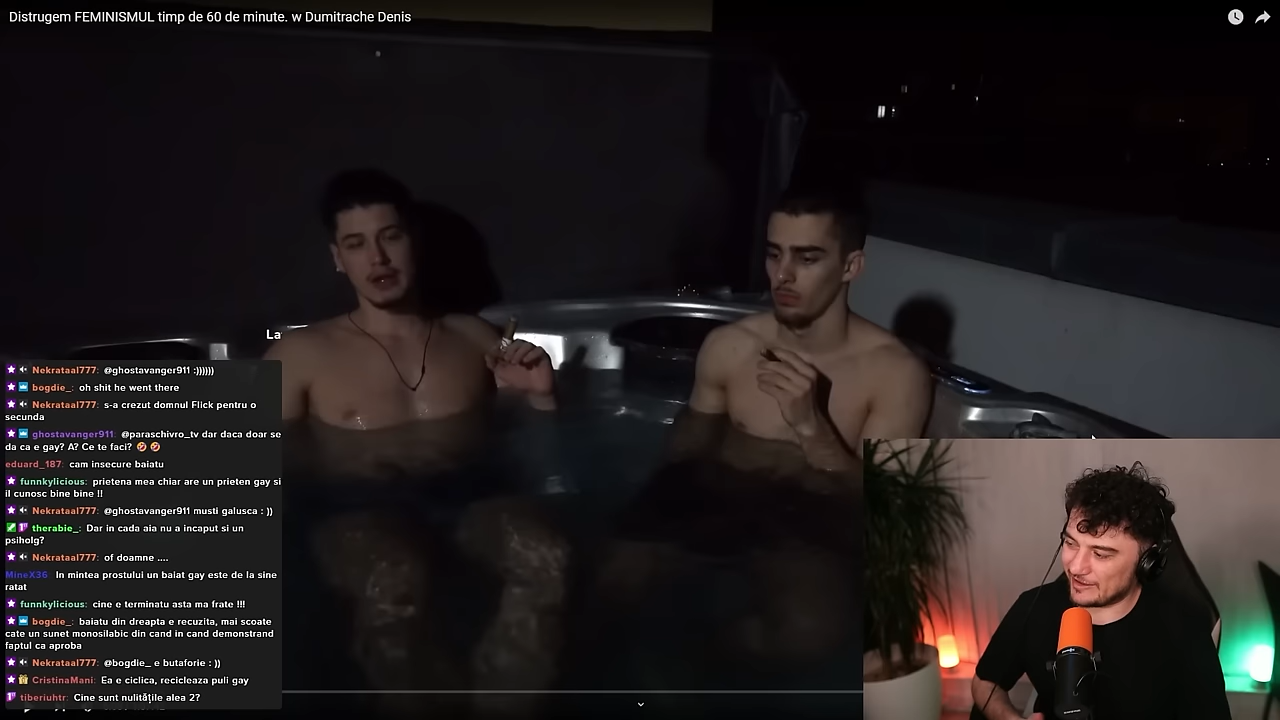 Distrugem FEMINISMUL timp de 60 de minute. w Dumitrache Denis
La
Nekrataal777: @ghostavanger911 :))))))
bogdie_: oh shit he went there
Nekrataal777: s-a crezut domnul Flick pentru o
secunda
ghostavanger911: @paraschivro_tv dar daca doar se
da ca e gay? A? Ce te faci? 🤣 🤣
eduard_187: cam insecure baiatu
funnkylicious: prietena mea chiar are un prieten gay si
il cunosc bine bine !!
Nekrataal777: @ghostavanger911 musti galusca : ))
therabie_: Dar in cada aia nu a incaput si un
psiholg?
Nekrataal777: of doamne ....
MineX36: In mintea prostului un baiat gay este de la sine
ratat
funnkylicious: cine e terminatu asta ma frate !!!
bogdie_: baiatu din dreapta e recuzita, mai scoate
cate un sunet monosilabic din cand in cand demonstrand
faptul ca aproba
Nekrataal777: @bogdie_ e butaforie : ))
CristinaMani: Ea e ciclica, recicleaza puli gay
tiberiuhtr: Cine sunt nulitățile alea 2?